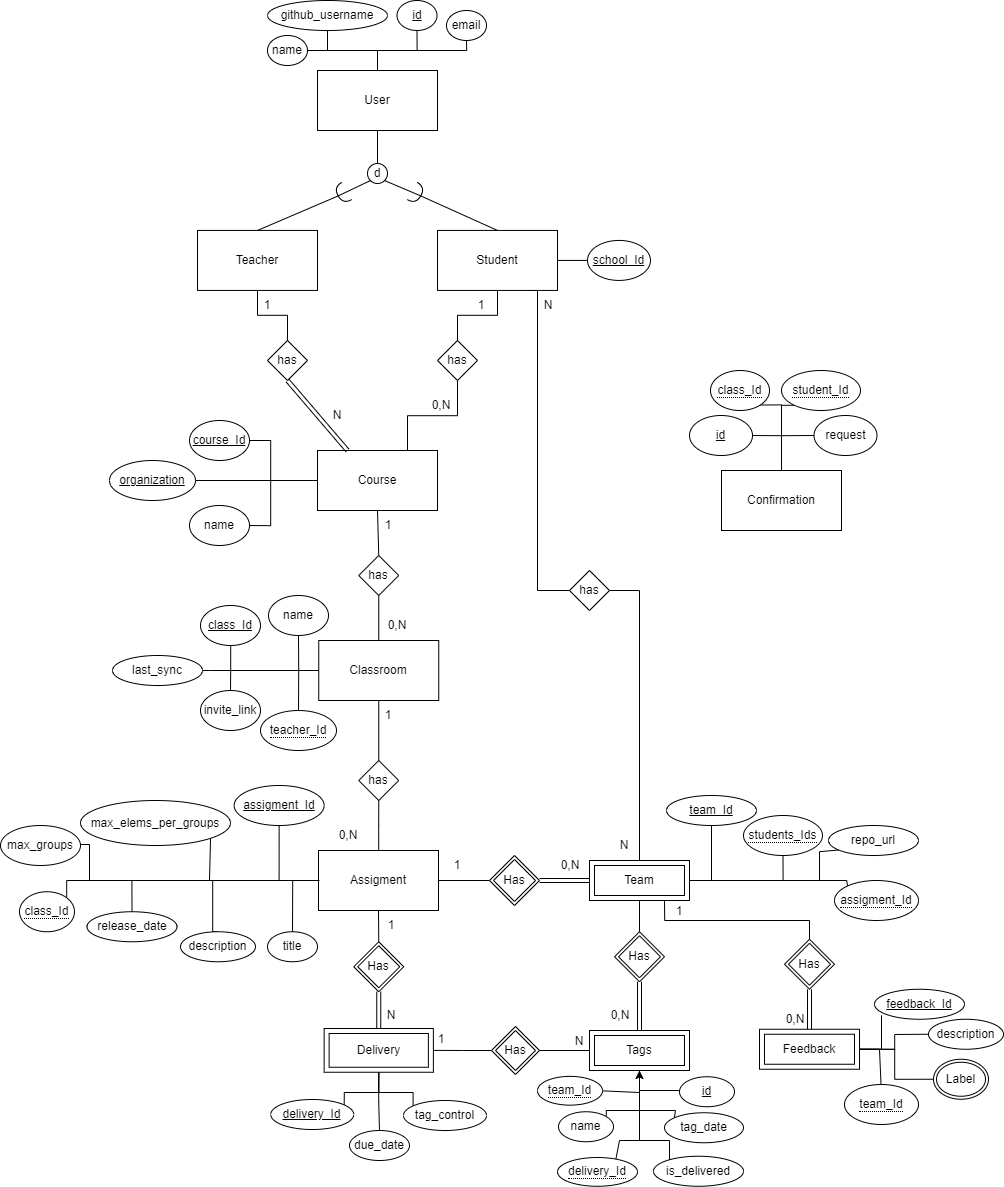 github_username
id
email
name
User
d
Teacher
Student
school_Id
1
1
N
has
has
N
0,N
class_Id
student_Id
id
request
Confirmation
course_Id
organization
name
Course
1
has
has
0,N
name
class_Id
last_sync
Classroom
invite_link
teacher_Id
1
has
0,N
assigment_Id
max_elems_per_groups
max_groups
class_Id
release_date
description
title
Assigment
1
Has
0,N
N
Team
team_Id
students_Ids
repo_url
assigment_Id
1
1
Has
Has
Has
N
0,N
0,N
Delivery
1
Has
N
Tags
Feedback
feedback_Id
description
Label
team_Id
delivery_Id
tag_control
due_date
team_Id
id
name
tag_date
delivery_Id
is_delivered